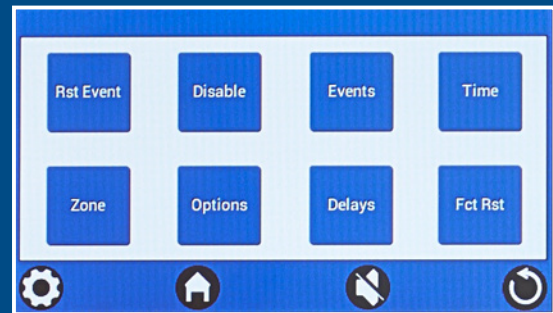 Rst Event
Disable
Events
Time
Zone
Options
Delays
Fct Rst